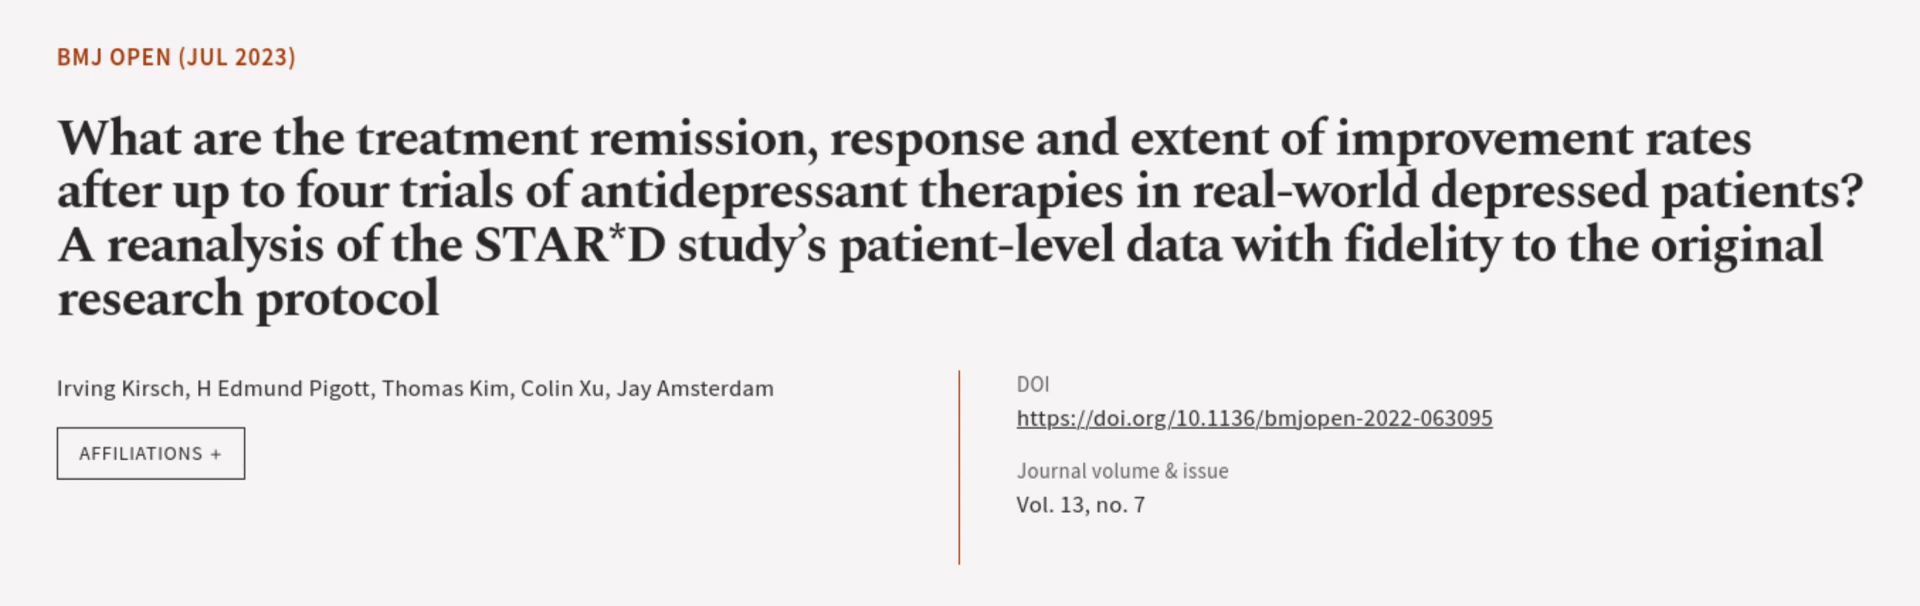 BMJ OPEN (JUL 2023)
What are the treatment remission, response and extent of improvement rates
after up to four trials of antidepressant therapies in real-world depressed patients?
A reanalysis of the STAR*D study’s patient-level data with fidelity to the original
research protocol
Irving Kirsch, H Edmund Pigott, Thomas Kim, Colin Xu, Jay Amsterdam
AFFILIATIONS +
DOI
https://doi.org/10.1136/bmjopen-2022-063095
Journal volume & issue
Vol. 13, no. 7